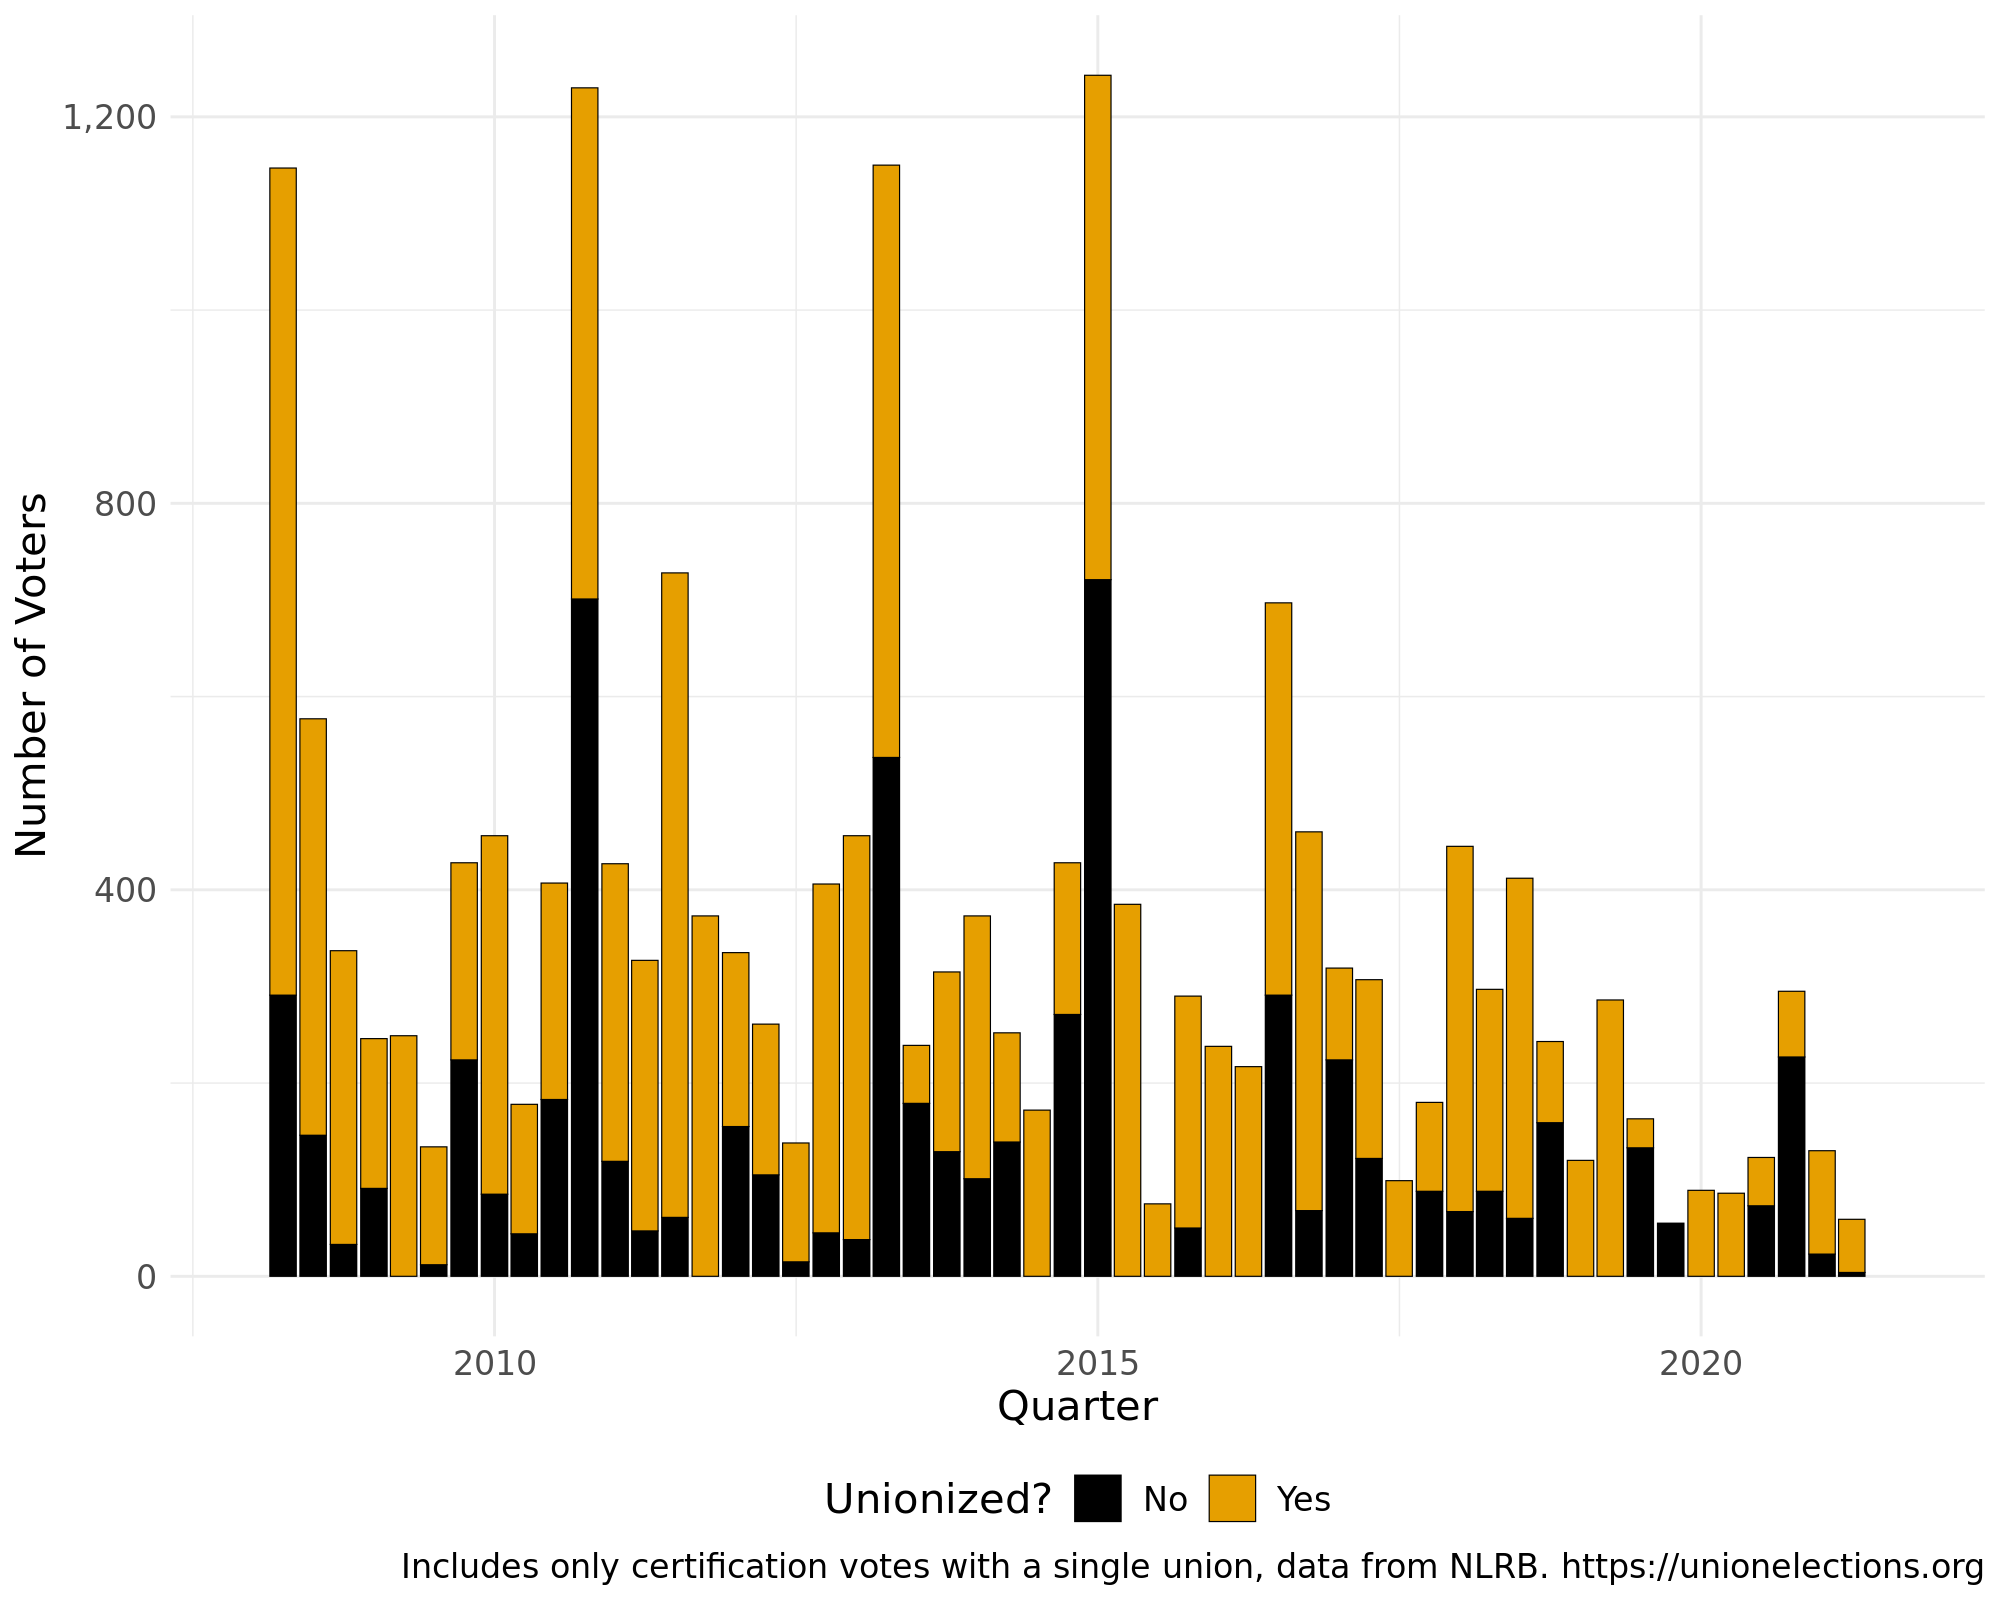 1,200
800
400
0
Number of Voters
2010 2015 2020
Quarter
Unionized? No Yes
Includes only certification votes with a single union, data from NLRB. https://unionelections.org